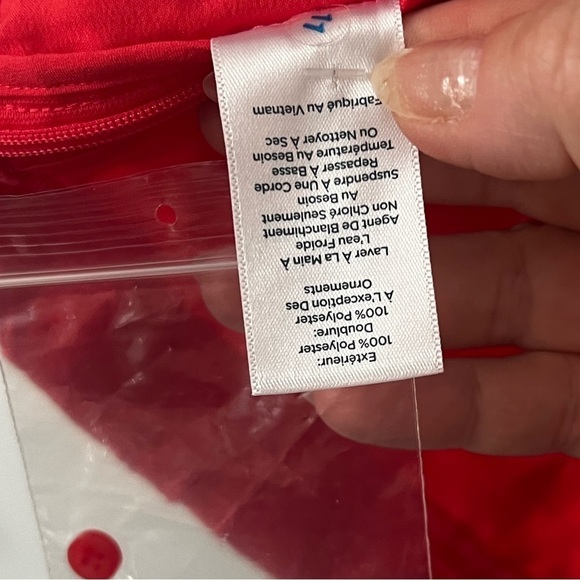 Extérieur:
100% Polyester
Doublure:
100% Polyester
À L'exception Des
Ornements
Laver À La Main À
L'eau Froide
Agent De Blanchiment
Non Chloré Seulement
Au Besoin
Suspendre À Une Corde
Repasser À Basse
Température Au Besoin
Ou Nettoyer À Sec
Fabriqué Au Vietnam